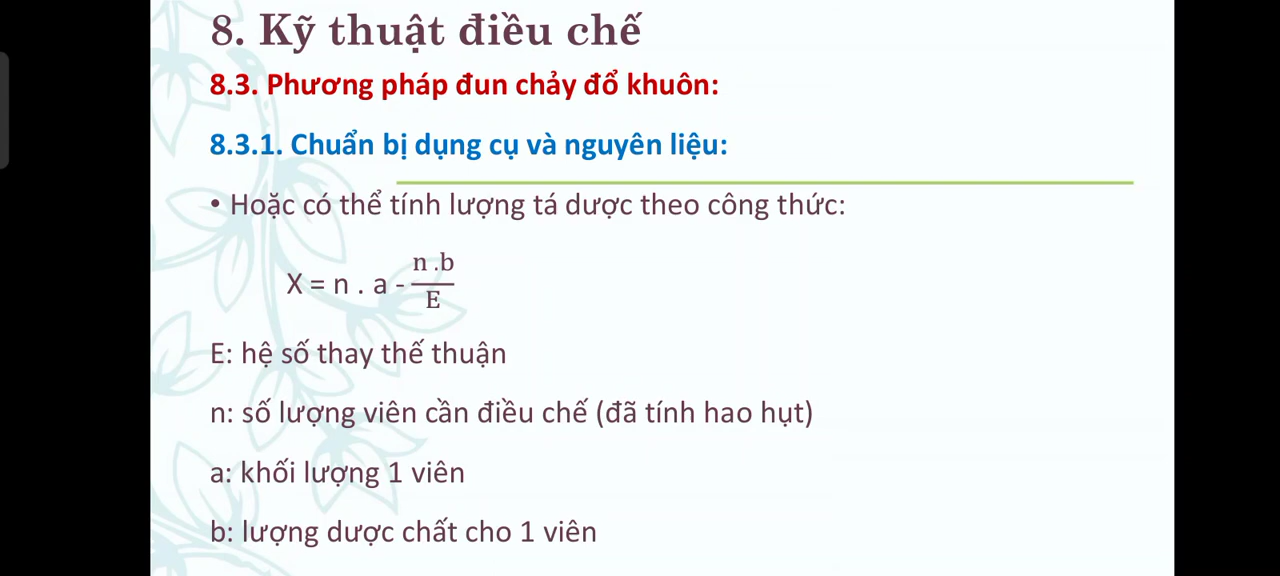 8. Kỹ thuật điều chế
8.3. Phương pháp đun chảy đổ khuôn:
8.3.1. Chuẩn bị dụng cụ và nguyên liệu:
• Hoặc có thể tính lượng tá dược theo công thức:
X = n . a - n .b / E
E: hệ số thay thế thuận
n: số lượng viên cần điều chế (đã tính hao hụt)
a: khối lượng 1 viên
b: lượng dược chất cho 1 viên